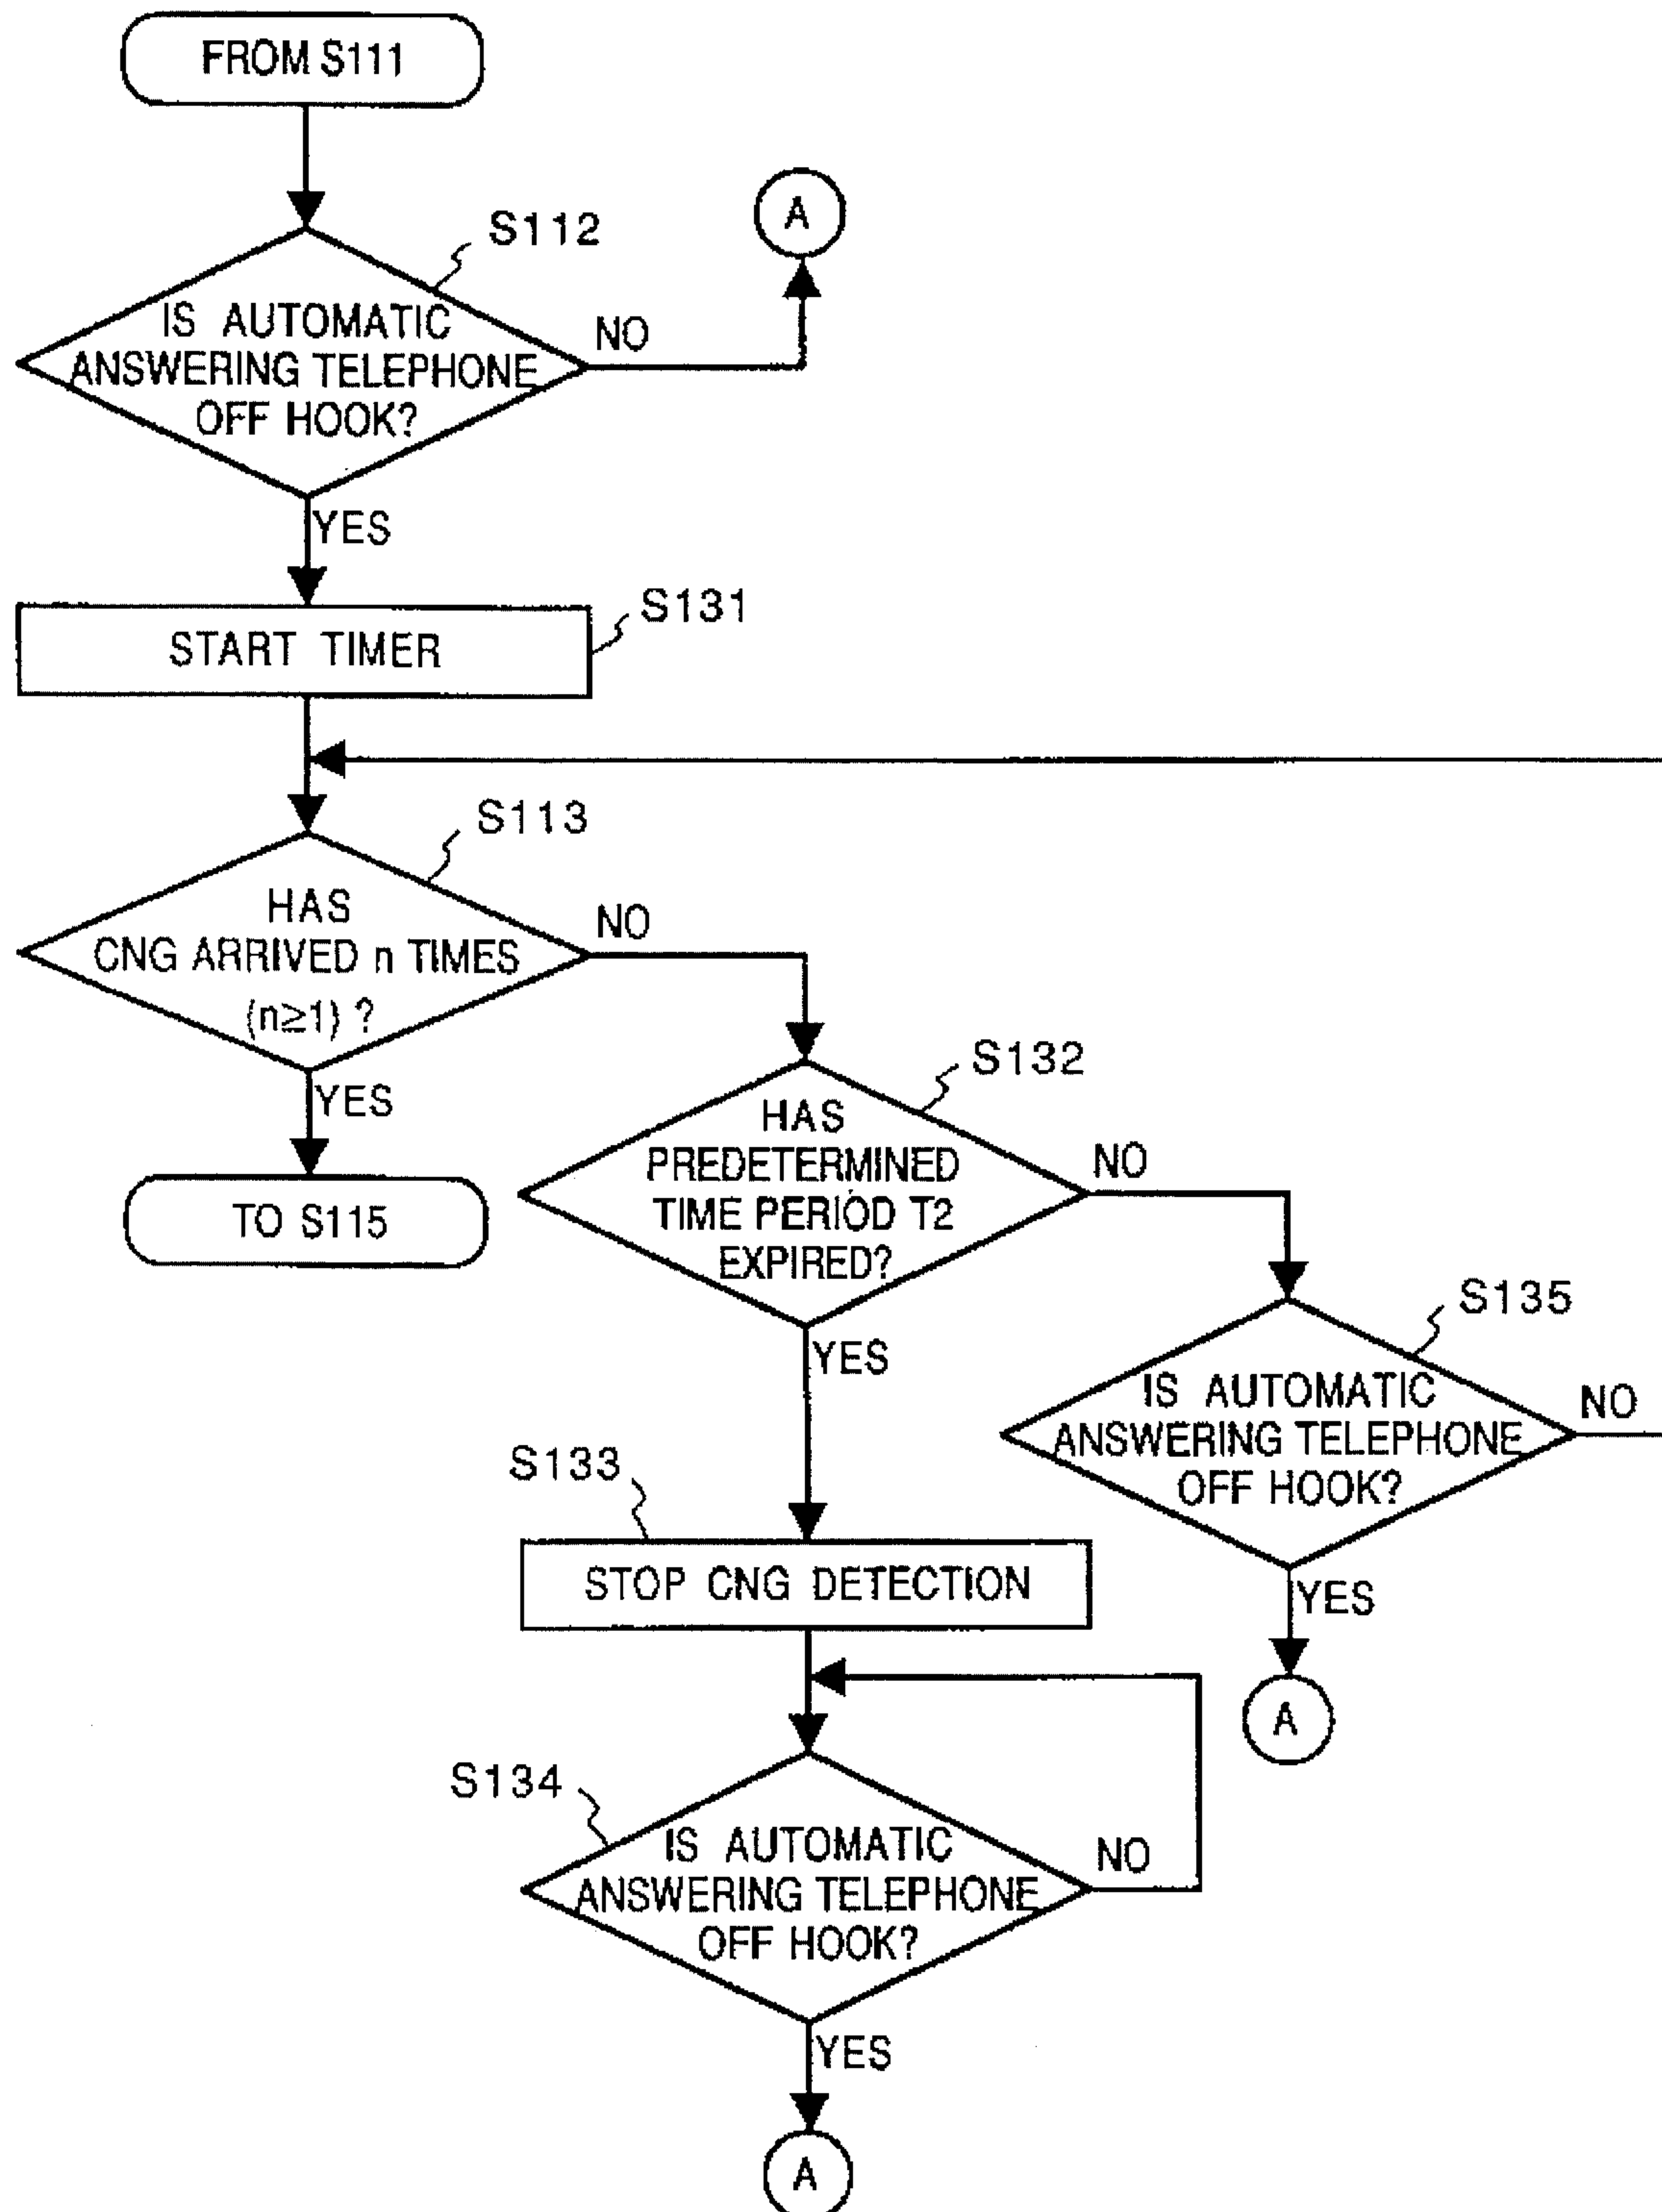 FROM S111
A
S112
IS AUTOMATIC
ANSWERING TELEPHONE
OFF HOOK?
NO
YES
S131
START TIMER
S113
HAS
CNG ARRIVED n TIMES
(n≥1) ?
NO
YES
TO S115
S132
HAS
PREDETERMINED
TIME PERIOD T2
EXPIRED?
NO
YES
S135
IS AUTOMATIC
ANSWERING TELEPHONE
OFF HOOK?
NO
YES
A
S133
STOP CNG DETECTION
S134
IS AUTOMATIC
ANSWERING TELEPHONE
OFF HOOK?
NO
YES
A